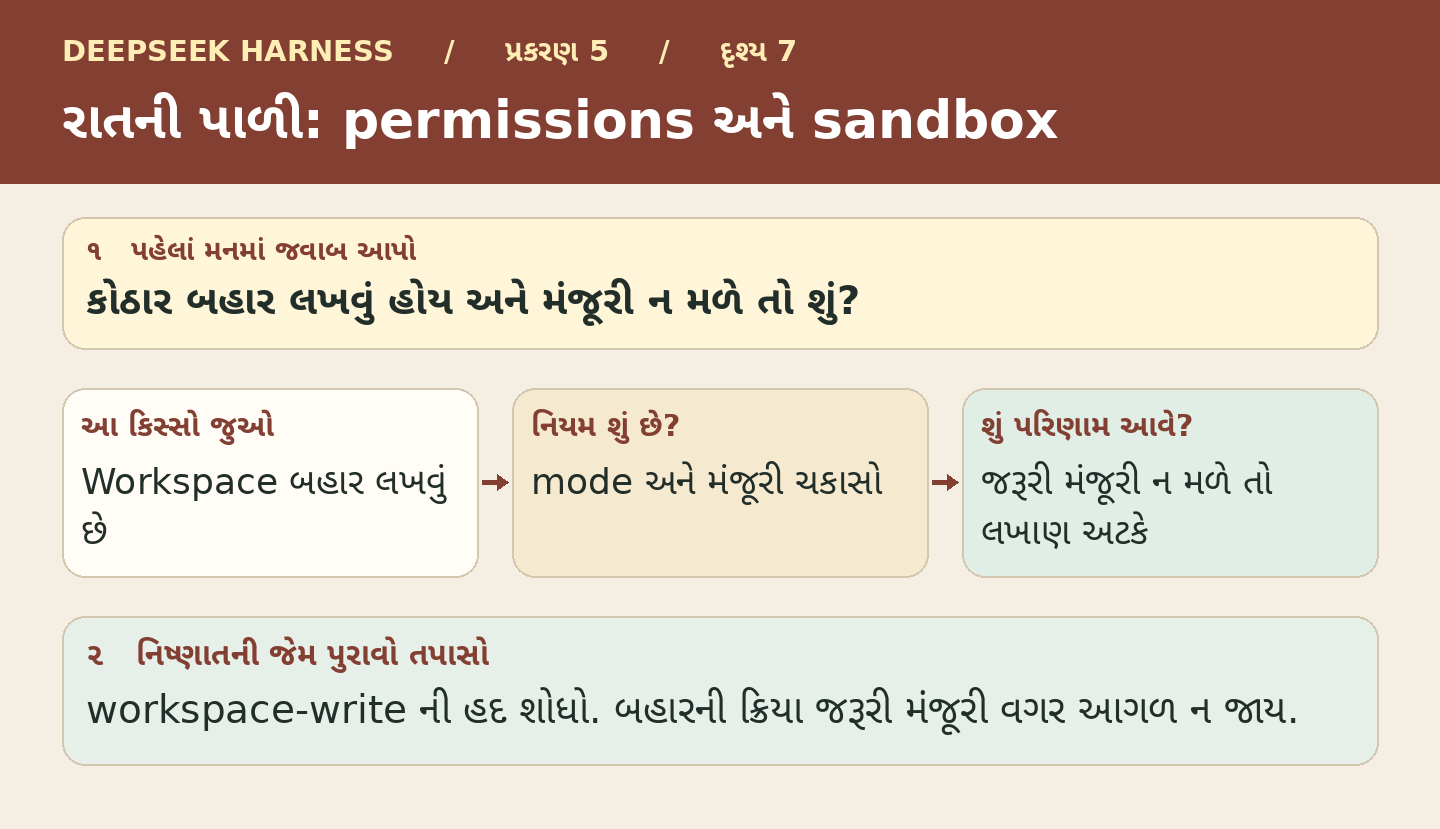 DEEPSEEK HARNESS / પ્રકરણ 5 / દૃશ્ય 7
રાતની પાળી: permissions અને sandbox
૧ પહેલાં મનમાં જવાબ આપો
કોઠાર બહાર લખવું હોય અને મંજૂરી ન મળે તો શું?
આ કિસ્સો જુઓ
Workspace બહાર લખવું
છે
નિયમ શું છે?
mode અને મંજૂરી ચકાસો
શું પરિણામ આવે?
જરૂરી મંજૂરી ન મળે તો
લખાણ અટકે
૨ નિષ્ણાતની જેમ પુરાવો તપાસો
workspace-write ની હદ શોધો. બહારની ક્રિયા જરૂરી મંજૂરી વગર આગળ ન જાય.